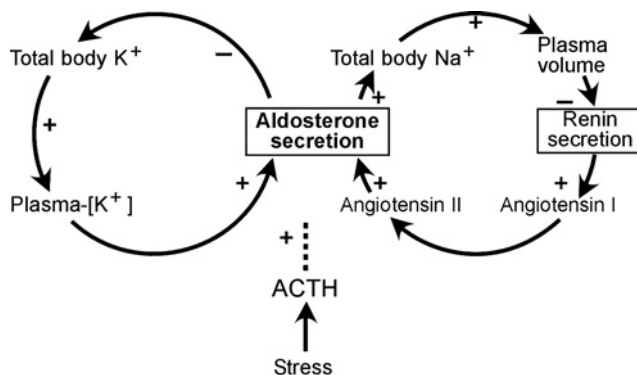 +
Total body K+
–
Total body Na+
Plasma
volume
+
+
–
Aldosterone
secretion
Renin
secretion
+
+
+
Plasma-[K+]
Angiotensin II
Angiotensin I
+
ACTH
Stress